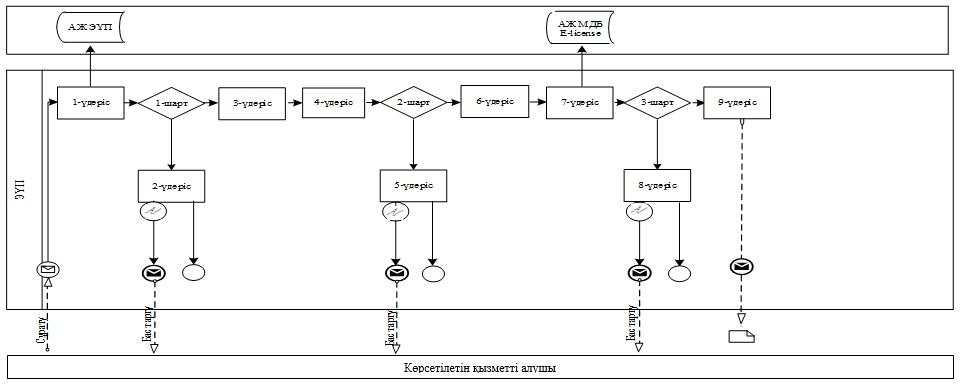 АЖ ЭҮП
АЖ МДБ
E-license
1-үдеріс
1-шарт
3-үдеріс
4-үдеріс
2-шарт
6-үдеріс
7-үдеріс
3-шарт
9-үдеріс
2-үдеріс
5-үдеріс
8-үдеріс
ЭҮП
Сұрату
Бас тарту
Бас тарту
Бас тарту
Көрсетілетін қызметті алушы